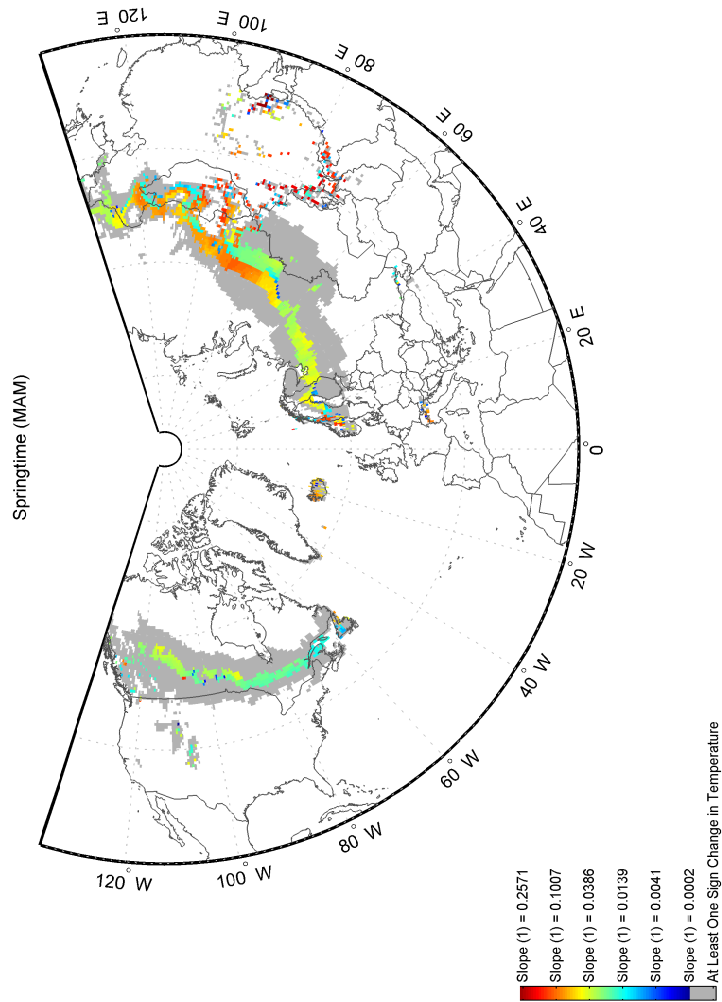 Springtime (MAM)
120 E
100 E
80 E
60 E
40 E
20 E
0
20 W
40 W
60 W
80 W
100 W
120 W
Slope (1) = 0.2571
Slope (1) = 0.1007
Slope (1) = 0.0386
Slope (1) = 0.0139
Slope (1) = 0.0041
Slope (1) = 0.0002
At Least One Sign Change in Temperature